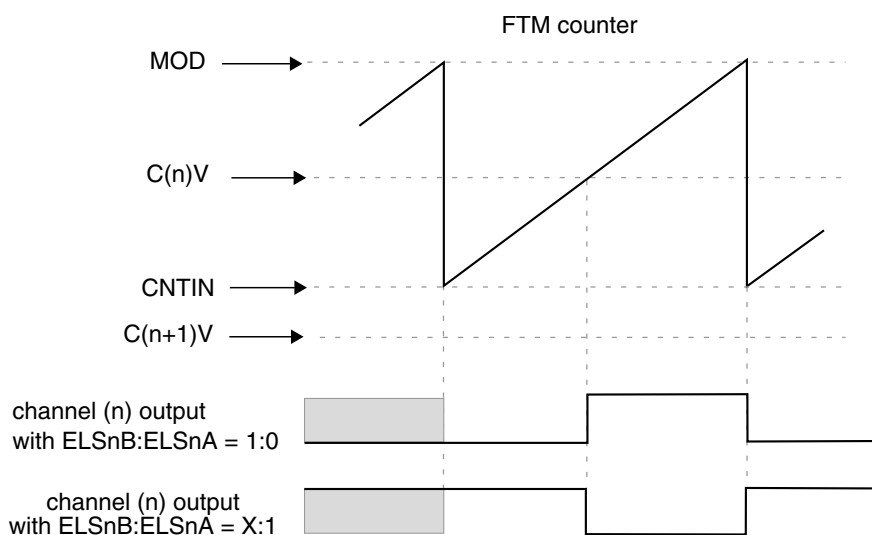 FTM counter
MOD
C(n)V
CNTIN
C(n+1)V
channel (n) output
with ELSnB:ELSnA = 1:0
channel (n) output
with ELSnB:ELSnA = X:1